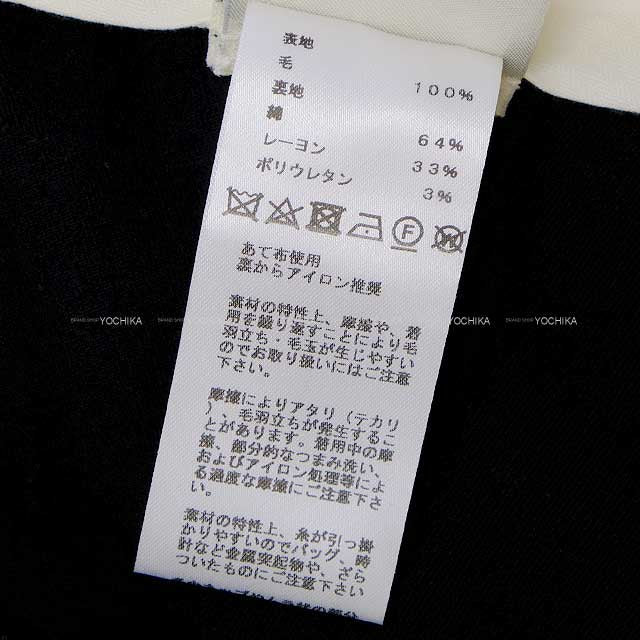 表地
毛 100%
裏地
綿 64%
レーヨン 33%
ポリウレタン 3%
F
W
あて布使用
裏からアイロン推奨
素材の特性上、摩擦や、着
用を繰り返すことにより毛
羽立ち・毛玉が生じやすい
のでお取り扱いにはご注意
下さい。
摩擦によりアタリ（テカリ
）、毛羽立ちが発生するこ
とがあります。着用中の摩
擦、部分的なつまみ洗い、
およびアイロン処理等によ
る過度な摩擦にご注意下さ
い。
素材の特性上、糸が引っ掛
かりやすいのでバッグ、時
計など金属突起物や、ざら
ついたものにご注意下さい
BRAND SHOP YOCHIKA BRAND SHOP YOCHIKA BRAND SHOP YOCHIKA BRAND SHOP YOCHIKA